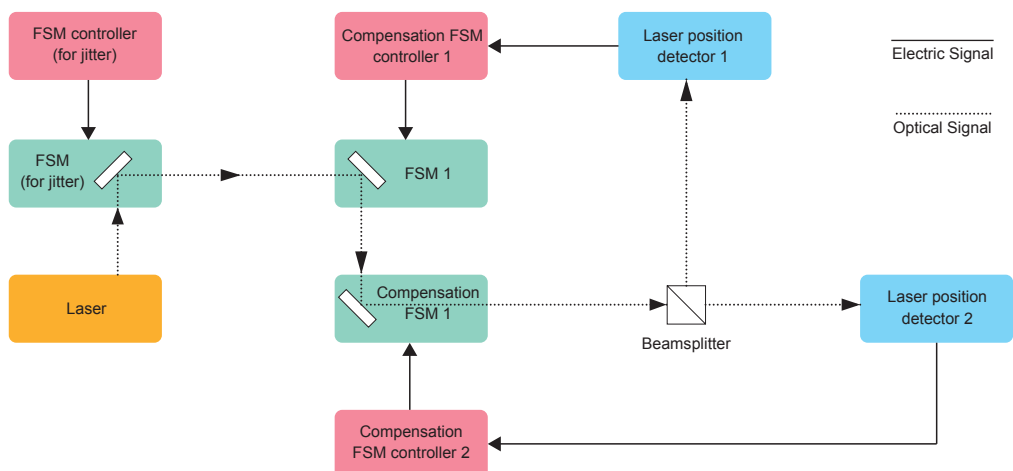 FSM controller
(for jitter)
Compensation FSM
controller 1
Laser position
detector 1
Electric Signal
Optical Signal
FSM
(for jitter)
FSM 1
Laser
Compensation
FSM 1
Beamsplitter
Laser position
detector 2
Compensation
FSM controller 2